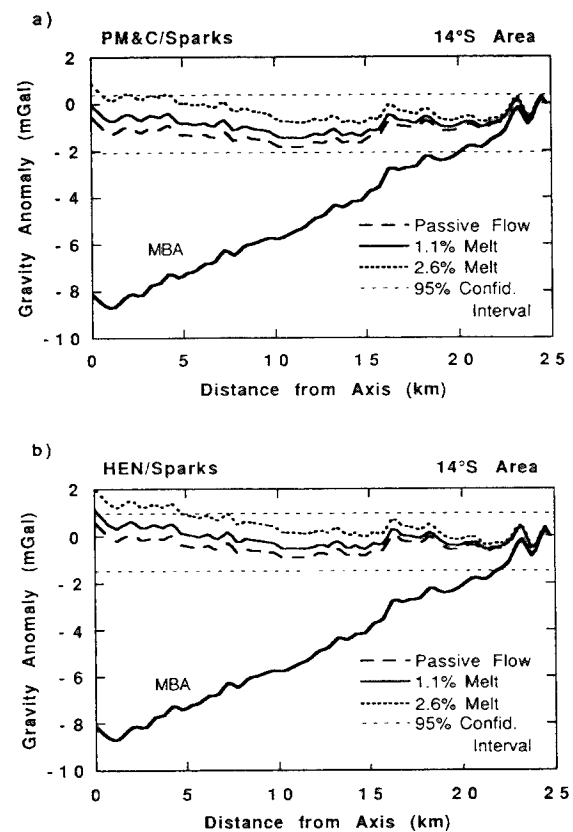 a)
PM&C/Sparks 14°S Area
2
0
- 2
- 4
- 6
- 8
- 10
Gravity Anomaly (mGal)
MBA
Passive Flow
1.1% Melt
2.6% Melt
95% Confid.
Interval
0 5 10 15 20 25
Distance from Axis (km)
b)
HEN/Sparks 14°S Area
2
0
- 2
- 4
- 6
- 8
- 10
Gravity Anomaly (mGal)
MBA
Passive Flow
1.1% Melt
2.6% Melt
95% Confid.
Interval
0 5 10 15 20 25
Distance from Axis (km)